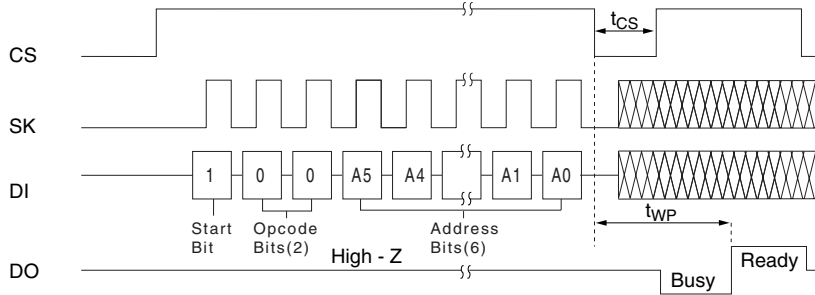 CS
tCS
SK
DI
1 0 0 A5 A4 A1 A0
Start Bit
Opcode Bits(2)
Address Bits(6)
tWP
DO
High - Z
Busy
Ready